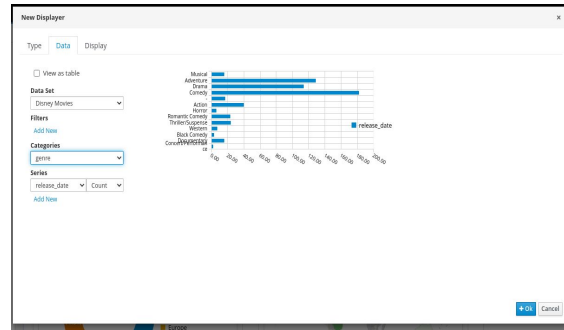 New Displayer
×
Type Data Display
View as table
Data Set
Disney Movies
Filters
Add New
Categories
genre
Series
release_date Count
Add New
Musical
Adventure
Drama
Comedy
Action
Horror
Romantic Comedy
Thriller/Suspense
Western
Black Comedy
Documentary
Concert/Performan
ce
0.00 20.00 40.00 60.00 80.00 100.00 120.00 140.00 160.00 180.00 200.00
release_date
+ Ok Cancel
Europe